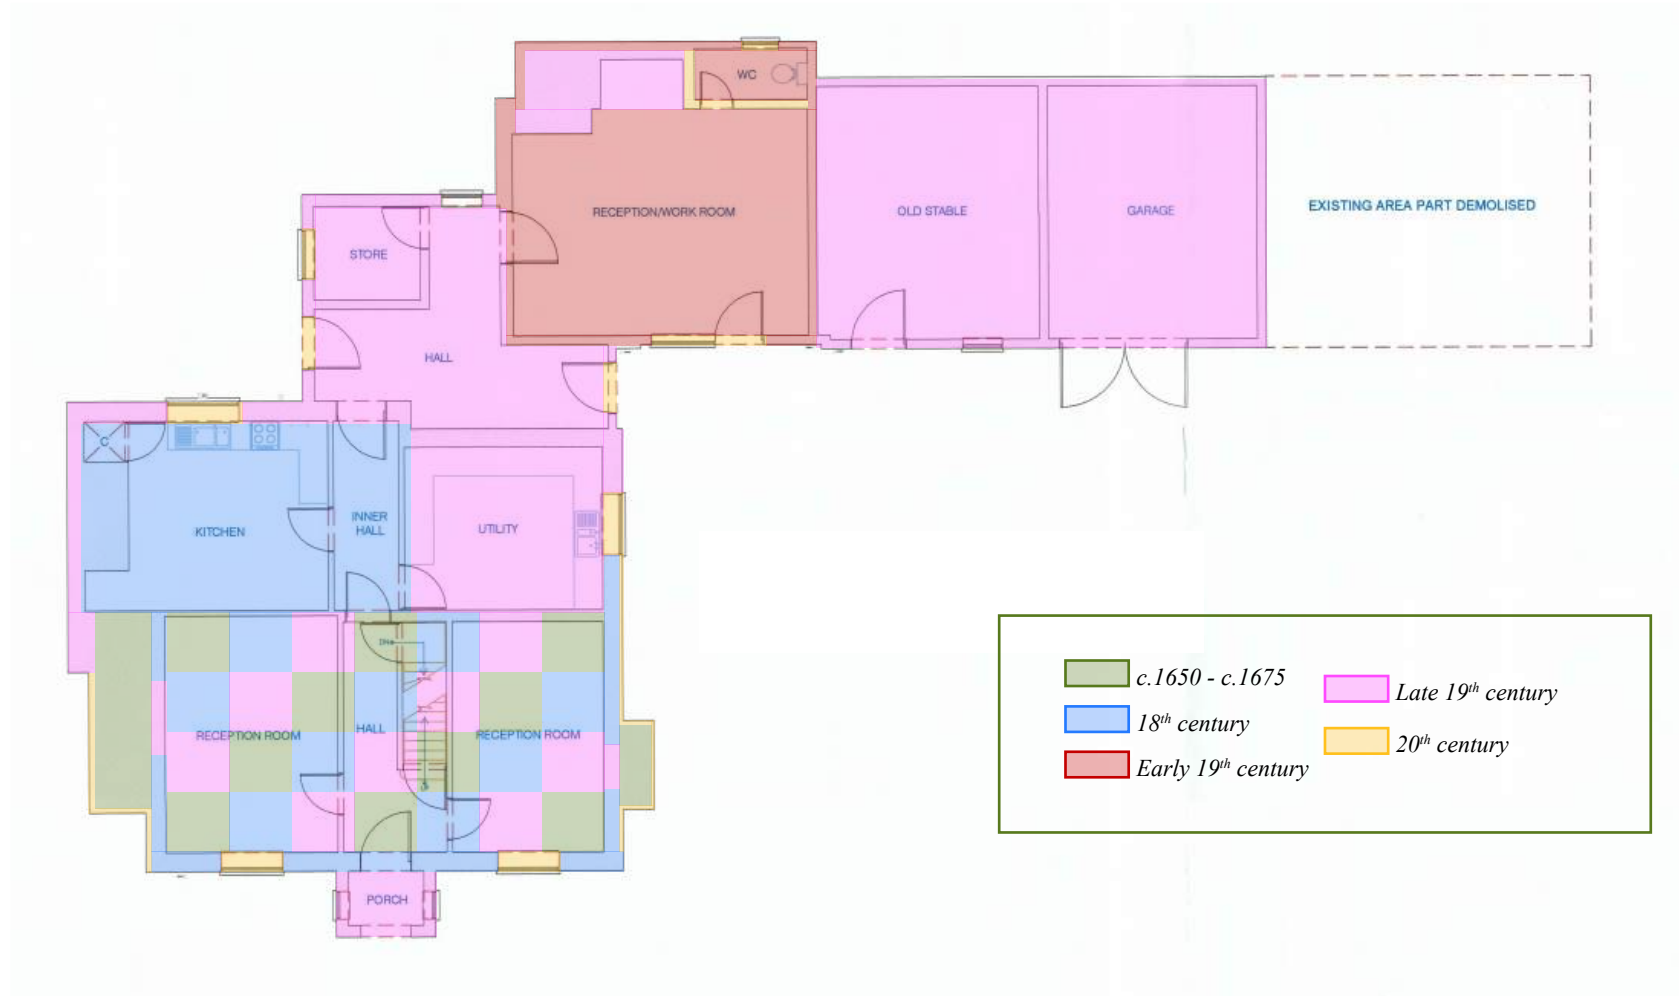 WC
RECEPTION/WORK ROOM
OLD STABLE
GARAGE
EXISTING AREA PART DEMOLISED
STORE
HALL
C
KITCHEN
INNER
HALL
UTILITY
RECEPTION ROOM
HALL
RECEPTION ROOM
PORCH
c.1650 - c.1675
18th century
Early 19th century
Late 19th century
20th century